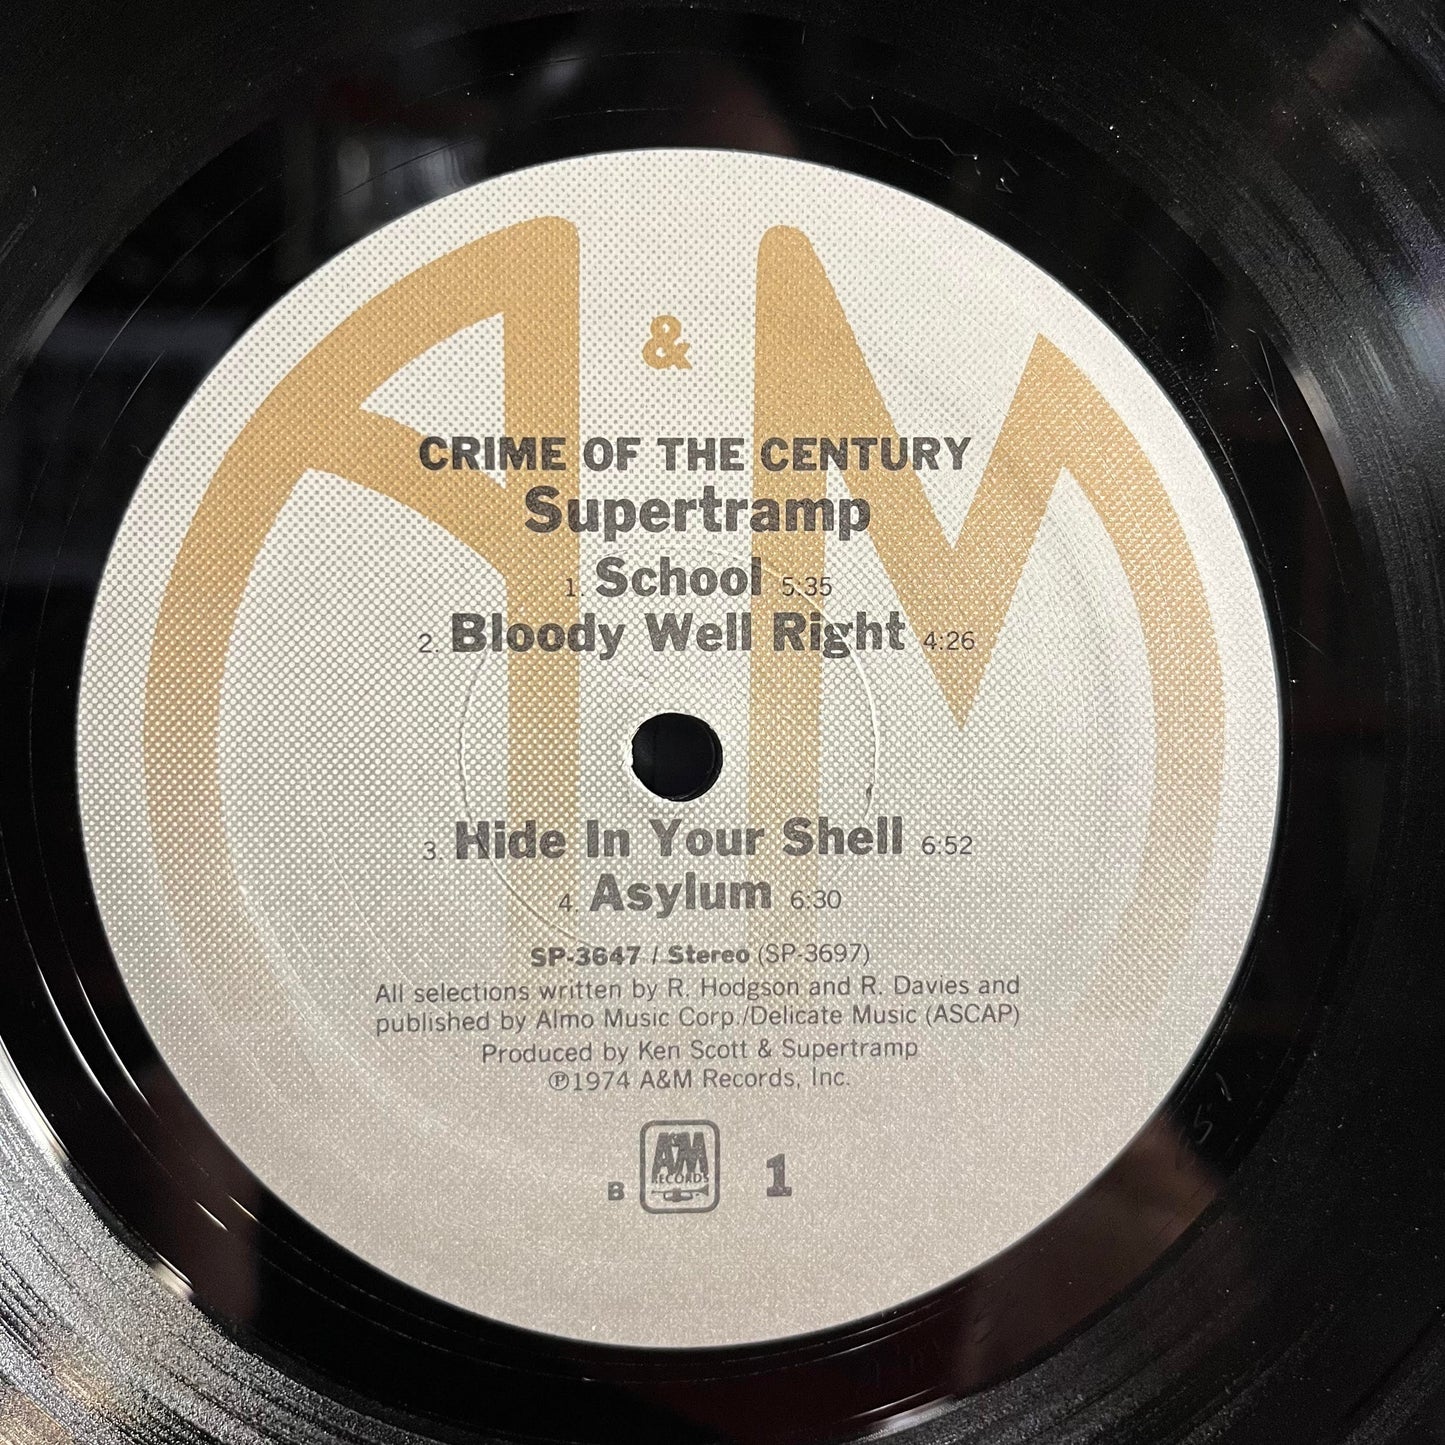 A & M
CRIME OF THE CENTURY
Supertramp
1. School 5:35
2. Bloody Well Right 4:26
3. Hide In Your Shell 6:52
4. Asylum 6:30
SP-3647 / Stereo (SP-3697)
All selections written by R. Hodgson and R. Davies and
published by Almo Music Corp./Delicate Music (ASCAP)
Produced by Ken Scott & Supertramp
℗1974 A&M Records, Inc.
A&M
RECORDS
B 1